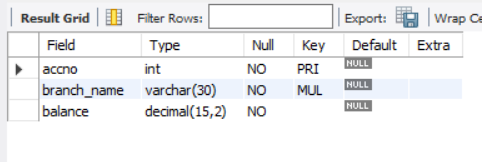 Result Grid Filter Rows: Export: Wrap Ce
Field Type Null Key Default Extra
accno int NO PRI NULL
branch_name varchar(30) NO MUL NULL
balance decimal(15,2) NO NULL